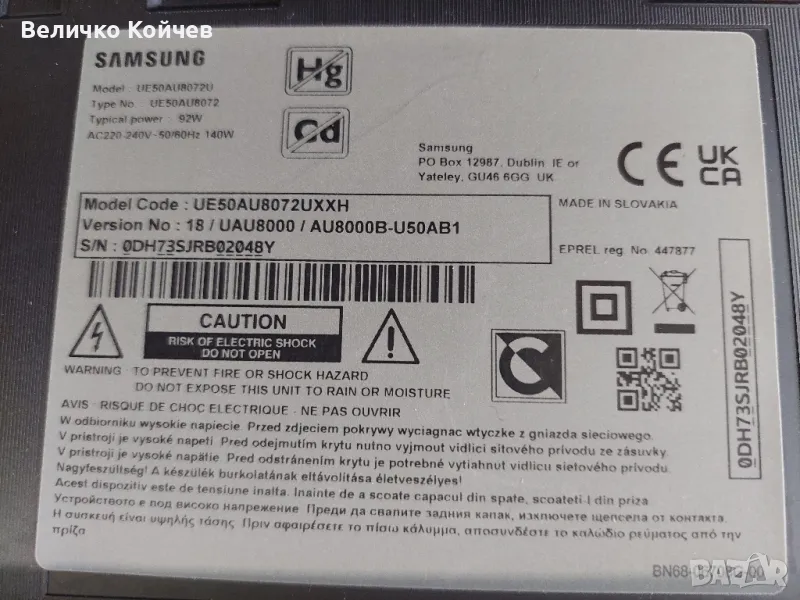 Величко Койчев
SAMSUNG
Model : UE50AU8072U
Type No. : UE50AU8072
Typical power : 92W
AC220-240V~50/60Hz 140W
Hg
Cd
Samsung
PO Box 12987, Dublin. IE or
Yateley, GU46 6GG. UK
CE UK
CA
Model Code : UE50AU8072UXXH
Version No : 18 / UAU8000 / AU8000B-U50AB1
S/N : 0DH73SJRB02048Y
MADE IN SLOVAKIA
EPREL reg. No. 447877
CAUTION
RISK OF ELECTRIC SHOCK
DO NOT OPEN
C
0DH73SJRB02048Y
WARNING : TO PREVENT FIRE OR SHOCK HAZARD
DO NOT EXPOSE THIS UNIT TO RAIN OR MOISTURE
AVIS : RISQUE DE CHOC ELECTRIQUE - NE PAS OUVRIR
W odbiorniku wysokie napiecie. Przed zdjeciem pokrywy wyciagnac wtyczke z gniazda sieciowego.
V pristroji je vysoké napeti. Pred odejmutím krytu nutno vyjmout vidlici sitového prívodu ze zásuvky.
V prístroji je vysoké napätie. Pred odstránením krytu je potrebné vytiahnut vidlicu sietového prívodu.
Nagyfeszültség! A készülék burkolatának eltávolítása életveszélyes!
Acest dispozitiv este de tensiune inalta. Inainte de a scoate capacul din spate, scoateti-l din priza
Устройството е под високо напрежение. Преди да свалите задния капак, изключете щепсела от контакта.
Η συσκευή είναι υψηλής τάσης. Πριν αφαιρέσετε το πίσω κάλυμμα, αποσυνδέστε το καλώδιο ρεύματος από την
πρίζα
BAZAR